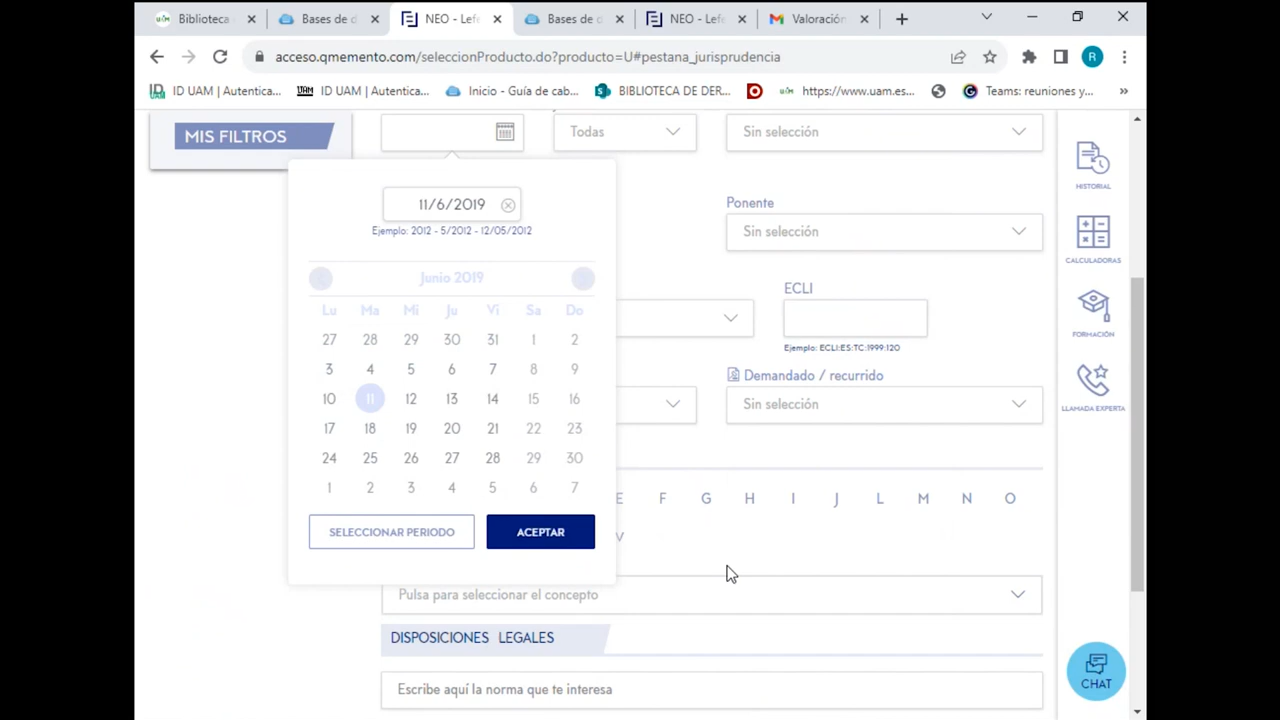 Biblioteca
Bases de d
NEO - Lefe
Bases de d
NEO - Lefe
Valoración
acceso.qmemento.com/seleccionProducto.do?producto=U#pestana_jurisprudencia
R
ID UAM | Autentica...
ID UAM | Autentica...
Inicio - Guía de cab...
BIBLIOTECA DE DER...
https://www.uam.es...
Teams: reuniones y...
»
MIS FILTROS
Todas
Sin selección
HISTORIAL
11/6/2019
Ejemplo: 2012 - 5/2012 - 12/05/2012
Ponente
Sin selección
CALCULADORAS
Junio 2019
Lu Ma Mi Ju Vi Sa Do
27 28 29 30 31 1 2
3 4 5 6 7 8 9
10 11 12 13 14 15 16
17 18 19 20 21 22 23
24 25 26 27 28 29 30
1 2 3 4 5 6 7
SELECCIONAR PERIODO
ACEPTAR
ECLI
Ejemplo: ECLI:ES:TC:1999:120
FORMACIÓN
Demandado / recurrido
Sin selección
LLAMADA EXPERTA
E F G H I J L M N O
V
Pulsa para seleccionar el concepto
DISPOSICIONES LEGALES
Escribe aquí la norma que te interesa
CHAT